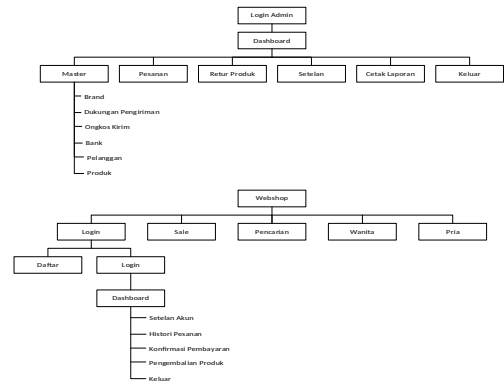 Login Admin
Dashboard
Master
Pesanan
Retur Produk
Setelan
Cetak Laporan
Keluar
Brand
Dukungan Pengiriman
Ongkos Kirim
Bank
Pelanggan
Produk
Webshop
Login
Sale
Pencarian
Wanita
Pria
Daftar
Login
Dashboard
Setelan Akun
Histori Pesanan
Konfirmasi Pembayaran
Pengembalian Produk
Keluar